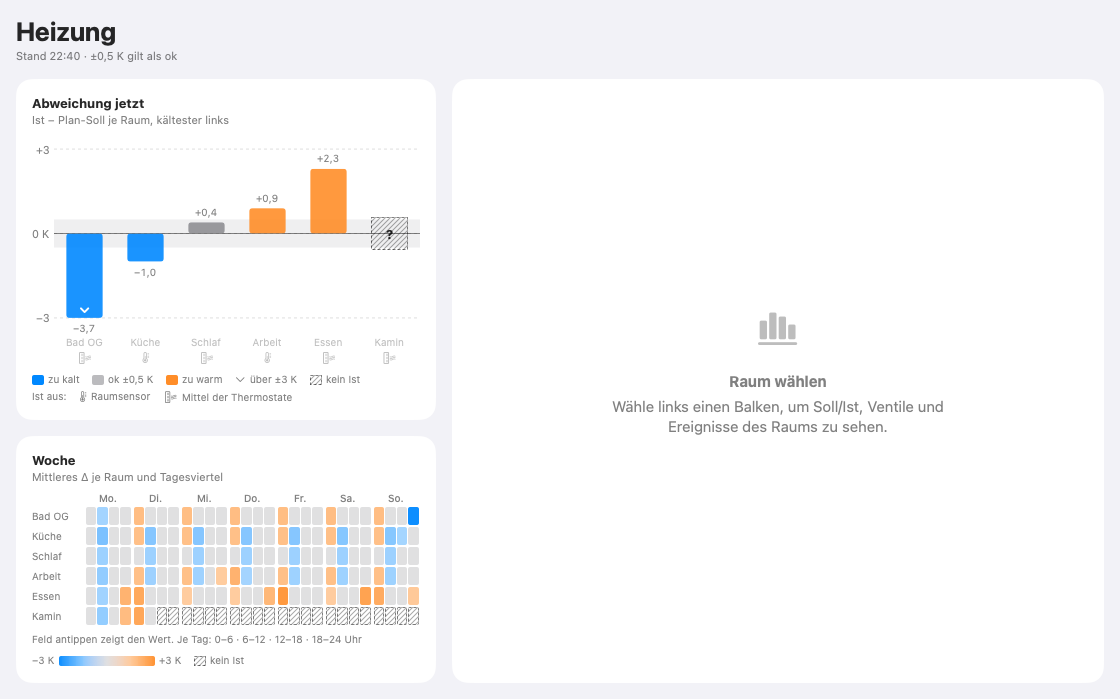 Heizung
Stand 22:40 · ±0,5 K gilt als ok
Abweichung jetzt
Ist – Plan-Soll je Raum, kältester links
+3
+2,3
+0,9
+0,4
0 K
?
−1,0
−3
−3,7
Bad OG Küche Schlaf Arbeit Essen Kamin
zu kalt ok ±0,5 K zu warm über ±3 K kein Ist
Ist aus: Raumsensor Mittel der Thermostate
Raum wählen
Wähle links einen Balken, um Soll/Ist, Ventile und
Ereignisse des Raums zu sehen.
Woche
Mittleres Δ je Raum und Tagesviertel
Mo. Di. Mi. Do. Fr. Sa. So.
Bad OG
Küche
Schlaf
Arbeit
Essen
Kamin
Feld antippen zeigt den Wert. Je Tag: 0–6 · 6–12 · 12–18 · 18–24 Uhr
−3 K +3 K kein Ist